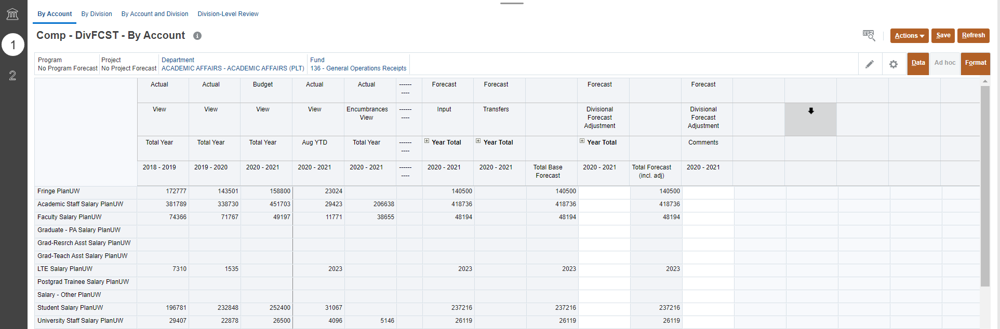 By Account By Division By Account and Division Division-Level Review
1
Comp - DivFCST - By Account i
Actions Save Refresh
2
Program Project Department Fund
No Program Forecast No Project Forecast ACADEMIC AFFAIRS - ACADEMIC AFFAIRS (PLT) 136 - General Operations Receipts
Data Ad hoc Format
Actual Actual Budget Actual Actual ------ Forecast Forecast Forecast Forecast
----
View View View View Encumbrances ------ Input Transfers Divisional Divisional
View ---- Forecast Forecast
Adjustment Adjustment
Total Year Total Year Total Year Aug YTD Total Year ------ Year Total Year Total Year Total Comments
----
2018 - 2019 2019 - 2020 2020 - 2021 2020 - 2021 2020 - 2021 ------ 2020 - 2021 2020 - 2021 Total Base 2020 - 2021 Total Forecast 2020 - 2021
---- Forecast (incl. adj)
Fringe PlanUW 172777 143501 158800 23024 140500 140500 140500
Academic Staff Salary PlanUW 381789 338730 451703 29423 206638 418736 418736 418736
Faculty Salary PlanUW 74366 71767 49197 11771 38655 48194 48194 48194
Graduate - PA Salary PlanUW
Grad-Resrch Asst Salary PlanUW
Grad-Teach Asst Salary PlanUW
LTE Salary PlanUW 7310 1535 2023 2023 2023 2023
Postgrad Trainee Salary PlanUW
Salary - Other PlanUW
Student Salary PlanUW 196781 232848 252400 31067 237216 237216 237216
University Staff Salary PlanUW 29407 22878 26500 4096 5146 26119 26119 26119